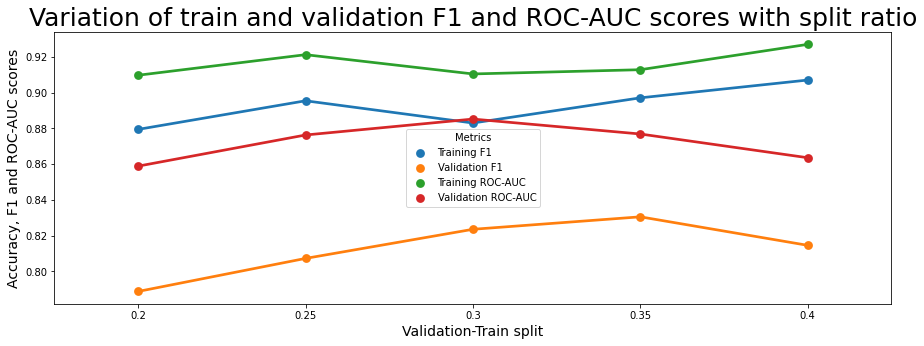 Variation of train and validation F1 and ROC-AUC scores with split ratio
Accuracy, F1 and ROC-AUC scores
0.92
0.90
0.88
0.86
0.84
0.82
0.80
Metrics
Training F1
Validation F1
Training ROC-AUC
Validation ROC-AUC
0.2 0.25 0.3 0.35 0.4
Validation-Train split